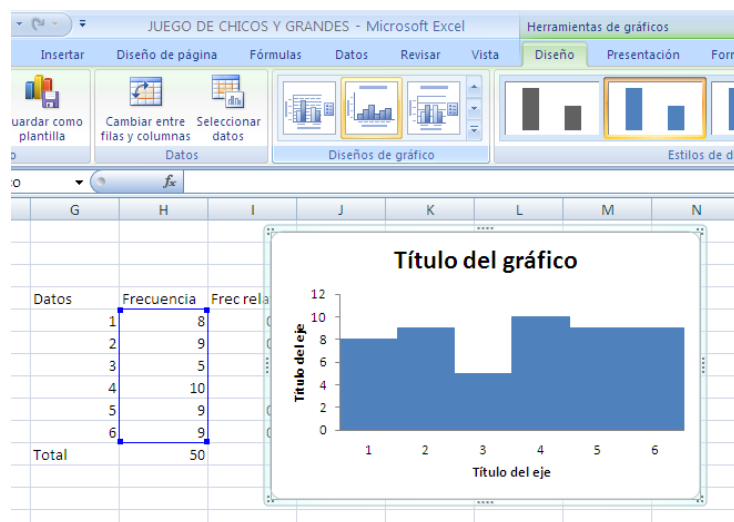 JUEGO DE CHICOS Y GRANDES - Microsoft Excel
Herramientas de gráficos
Insertar Diseño de página Fórmulas Datos Revisar Vista Diseño Presentación
Cambiar entre filas y columnas
Seleccionar datos
como plantilla
Datos
Diseños de gráfico
Estilos de
fx
G H I J K L M N
Datos Frecuencia Frec rela
1 8
2 9
3 5
4 10
5 9
6 9
Total 50
Título del gráfico
12
10
8
6
4
2
0
Título del eje
1 2 3 4 5 6
Título del eje